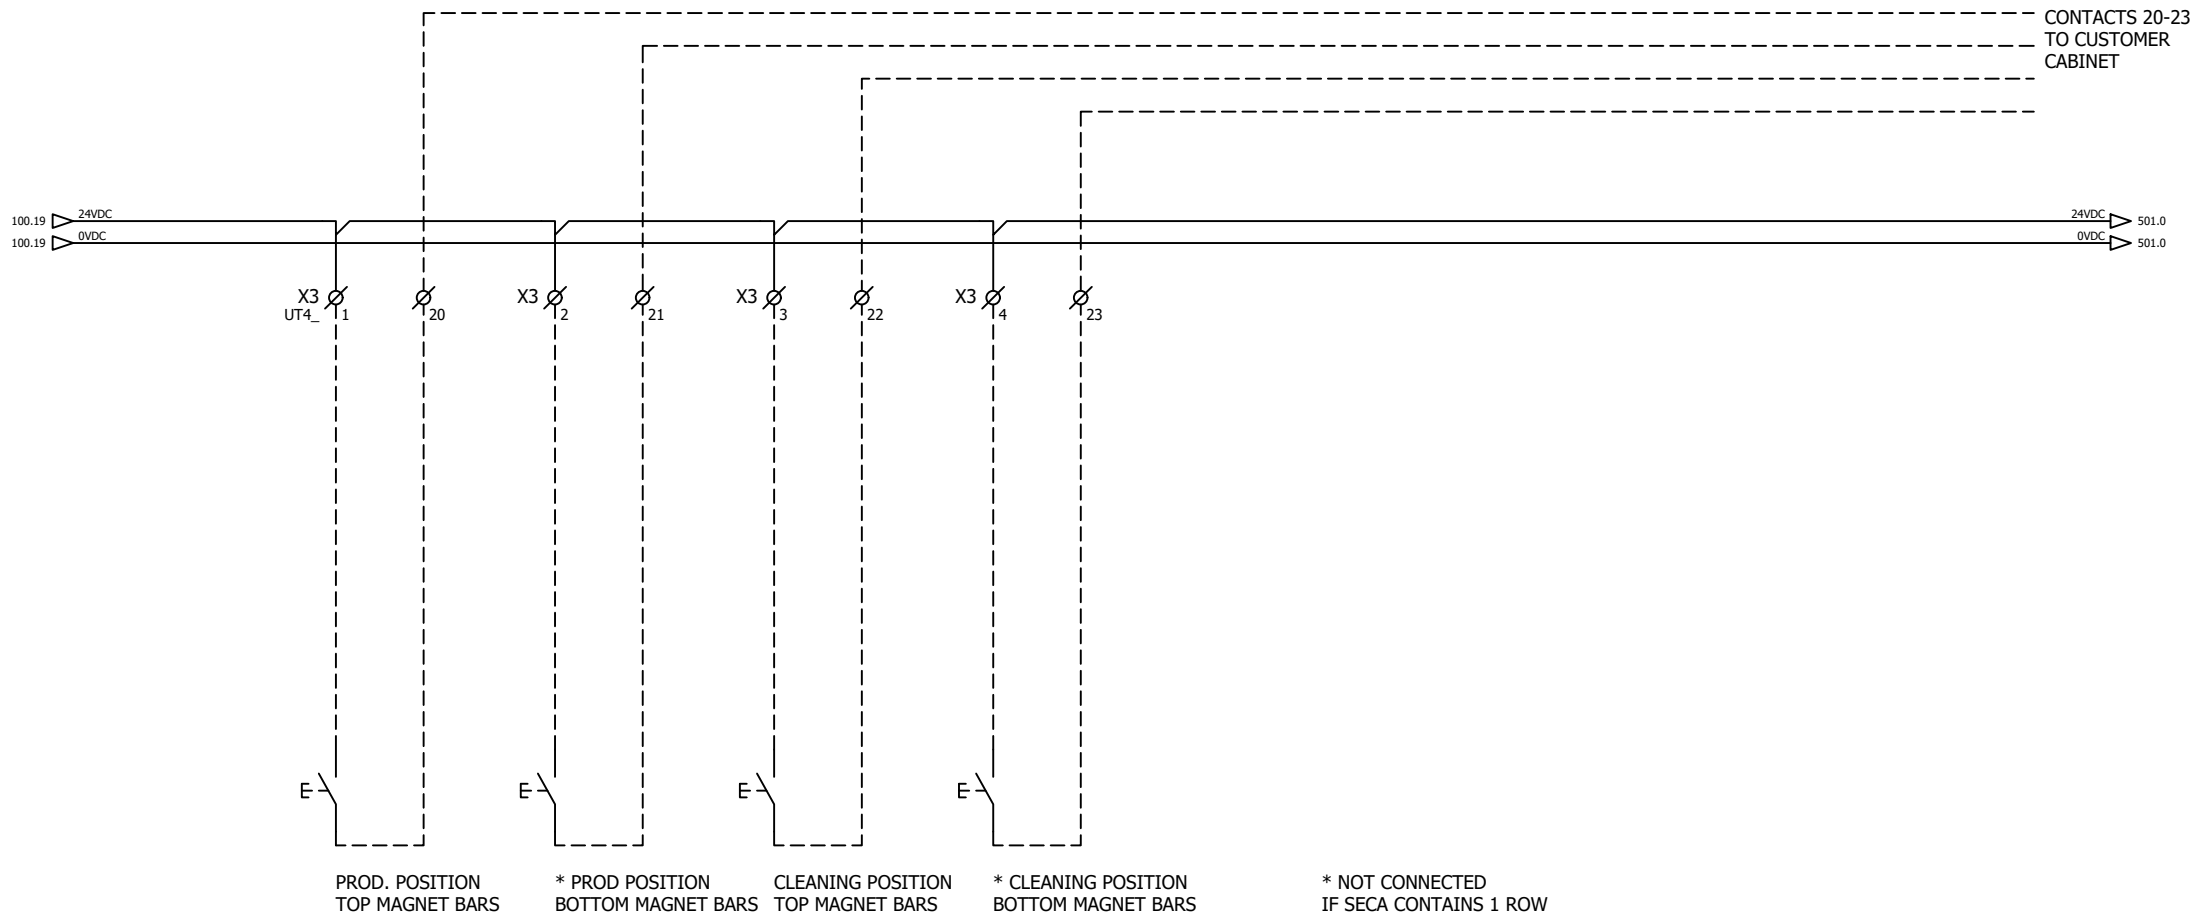 CONTACTS 20-23
TO CUSTOMER
CABINET
100.19 24VDC 24VDC 501.0
100.19 0VDC 0VDC 501.0
X3 X3 X3 X3
UT4_ 1 20 2 21 3 22 4 23
E E E E
PROD. POSITION
TOP MAGNET BARS
* PROD POSITION
BOTTOM MAGNET BARS
CLEANING POSITION
TOP MAGNET BARS
* CLEANING POSITION
BOTTOM MAGNET BARS
* NOT CONNECTED
IF SECA CONTAINS 1 ROW